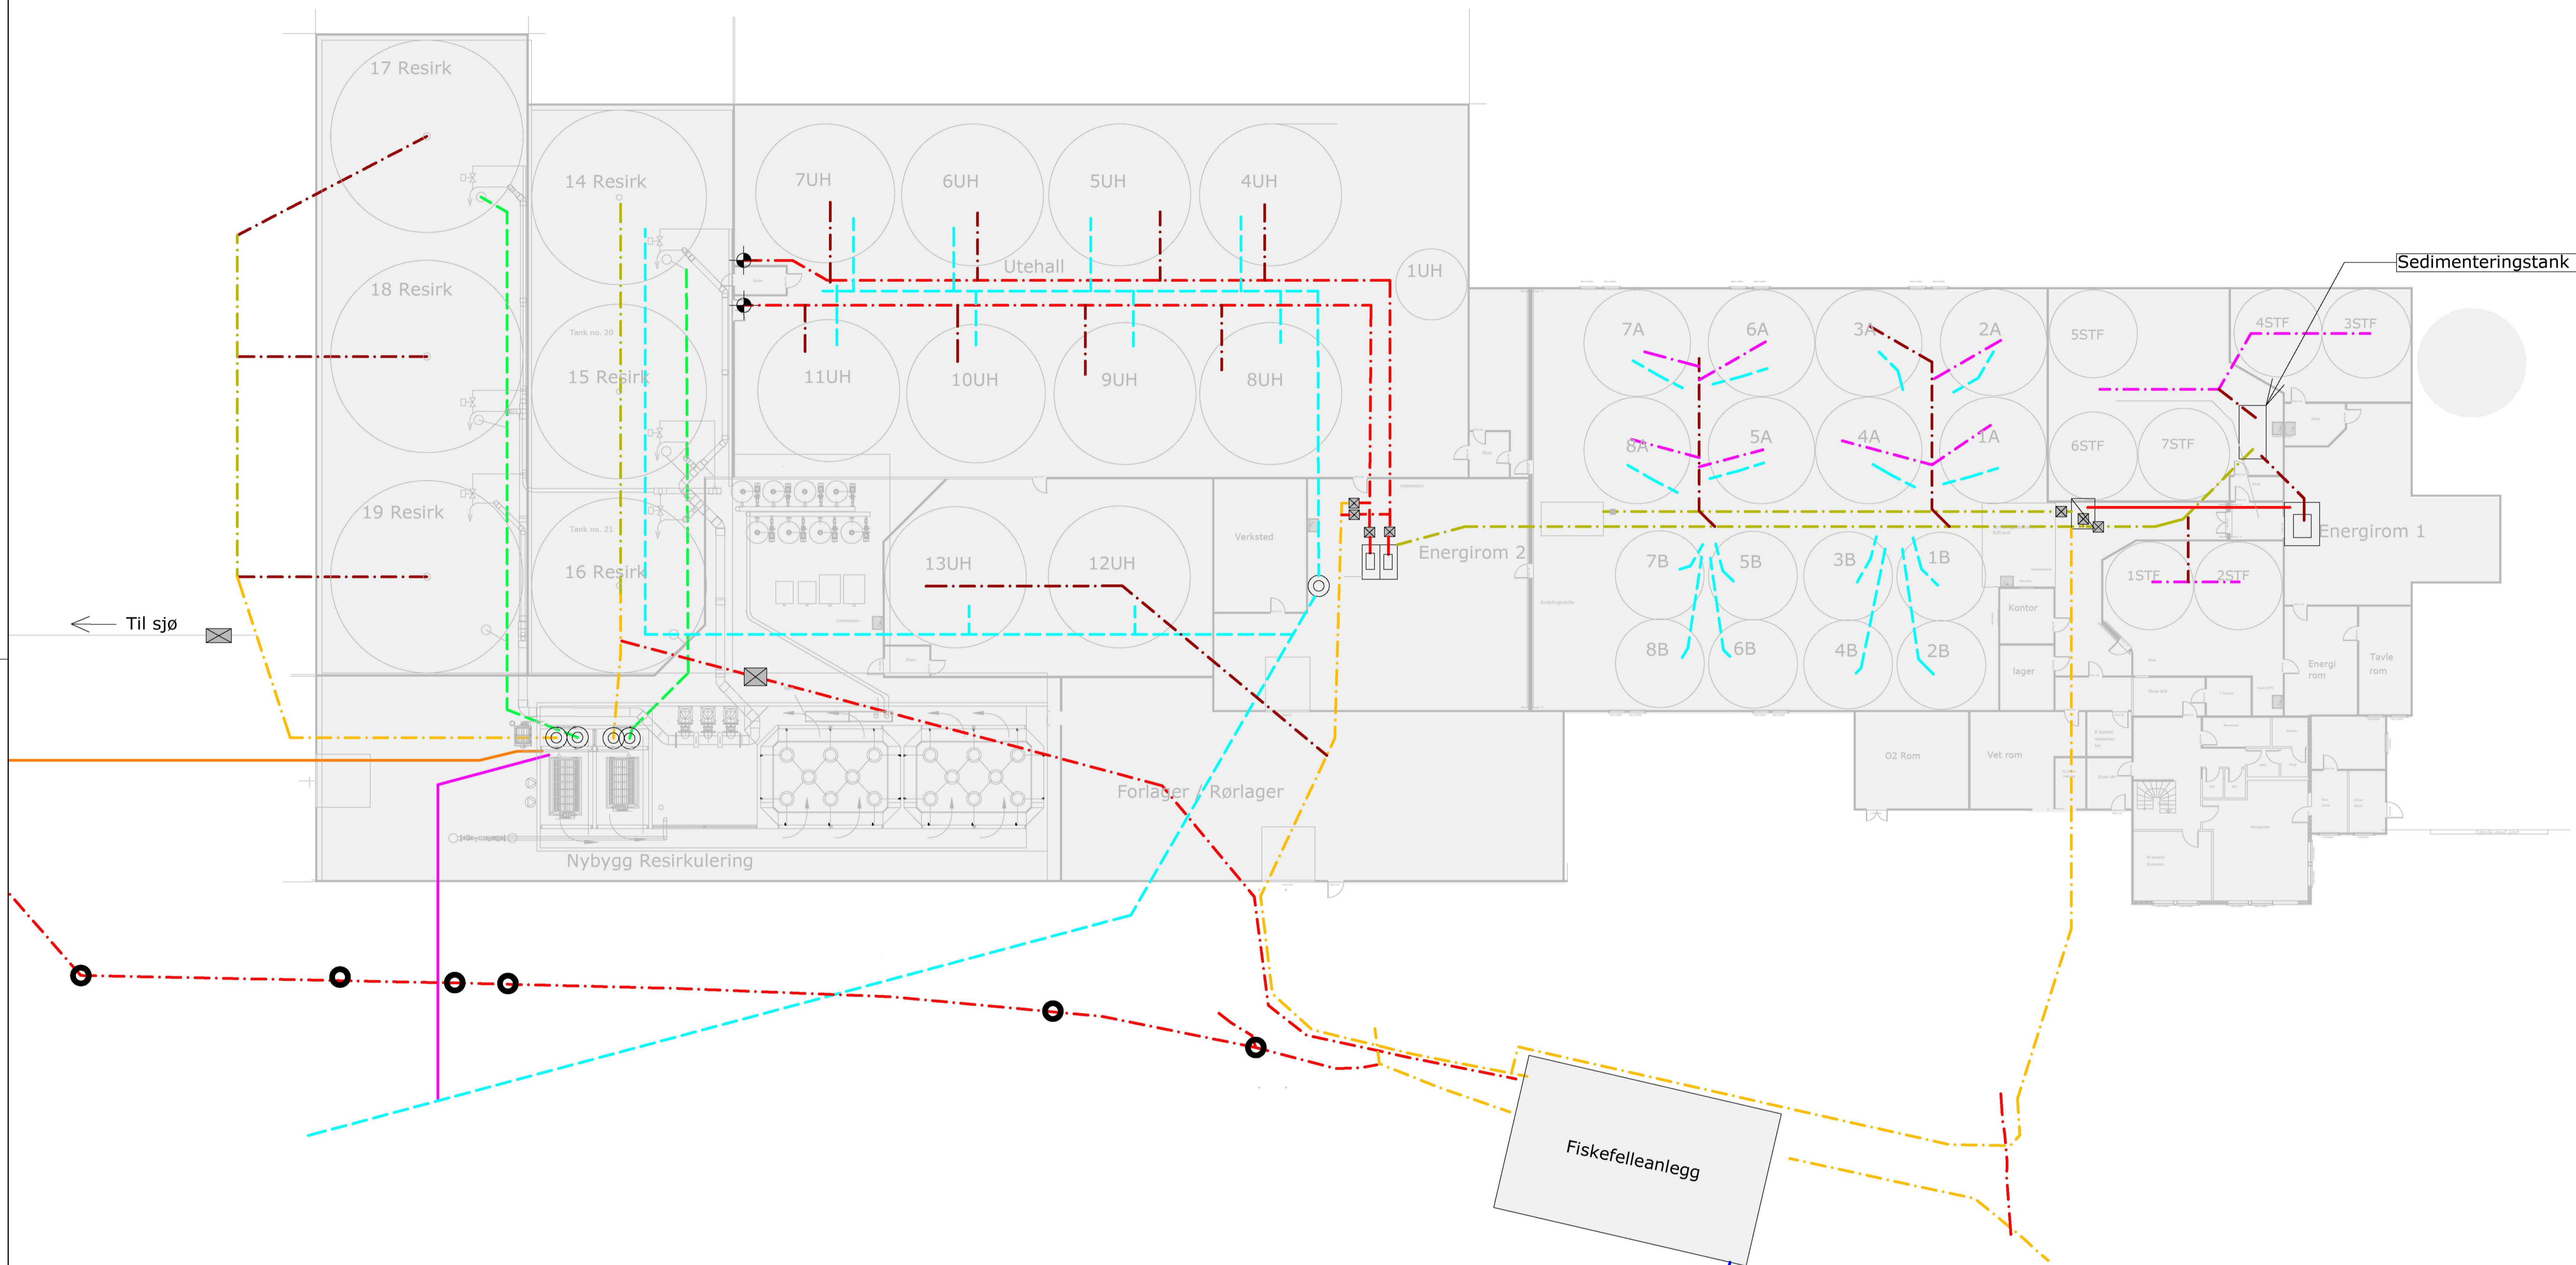 17 Resirk
14 Resirk
7UH
6UH
5UH
4UH
Utehall
1UH
Sedimenteringstank
18 Resirk
Tank no. 20
15 Resirk
11UH
10UH
9UH
8UH
7A
6A
3A
2A
5STF
4STF
3STF
8A
5A
4A
1A
6STF
7STF
19 Resirk
Tank no. 21
16 Resirk
13UH
12UH
Verksted
Energirom 2
7B
5B
3B
1B
1STF
2STF
Energirom 1
Til sjø
8B
6B
4B
2B
Kontor
lager
Energi
rom
Tavle
rom
O2 Rom
Vet rom
Forlager / Rørlager
Nybygg Resirkulering
Fiskefelleanlegg